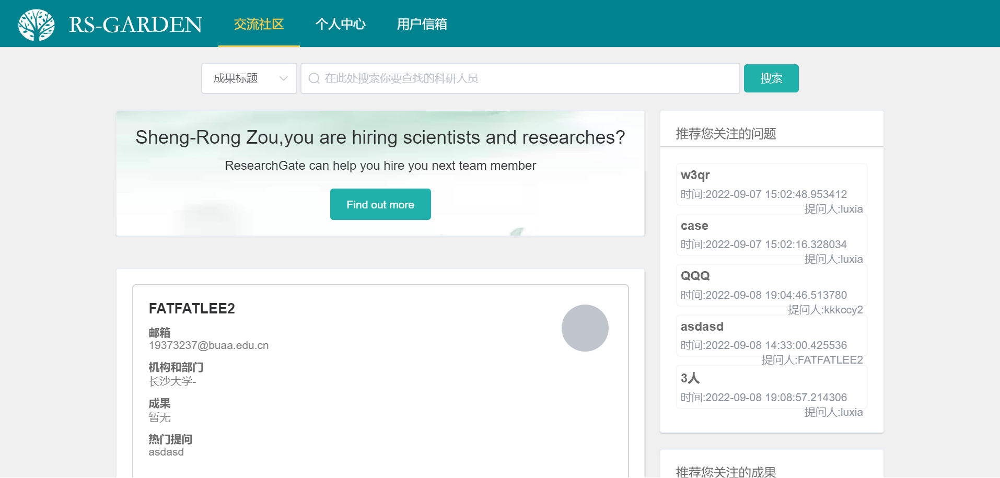 RS-GARDEN
交流社区
个人中心
用户信箱
成果标题
在此处搜索你要查找的科研人员
搜索
Sheng-Rong Zou,you are hiring scientists and researches?
ResearchGate can help you hire you next team member
Find out more
FATFATLEE2
邮箱
19373237@buaa.edu.cn
机构和部门
长沙大学-
成果
暂无
热门提问
asdasd
推荐您关注的问题
w3qr
时间:2022-09-07 15:02:48.953412
提问人:luxia
case
时间:2022-09-07 15:02:16.328034
提问人:luxia
QQQ
时间:2022-09-08 19:04:46.513780
提问人:kkkccy2
asdasd
时间:2022-09-08 14:33:00.425536
提问人:FATFATLEE2
3人
时间:2022-09-08 19:08:57.214306
提问人:luxia
推荐您关注的成果